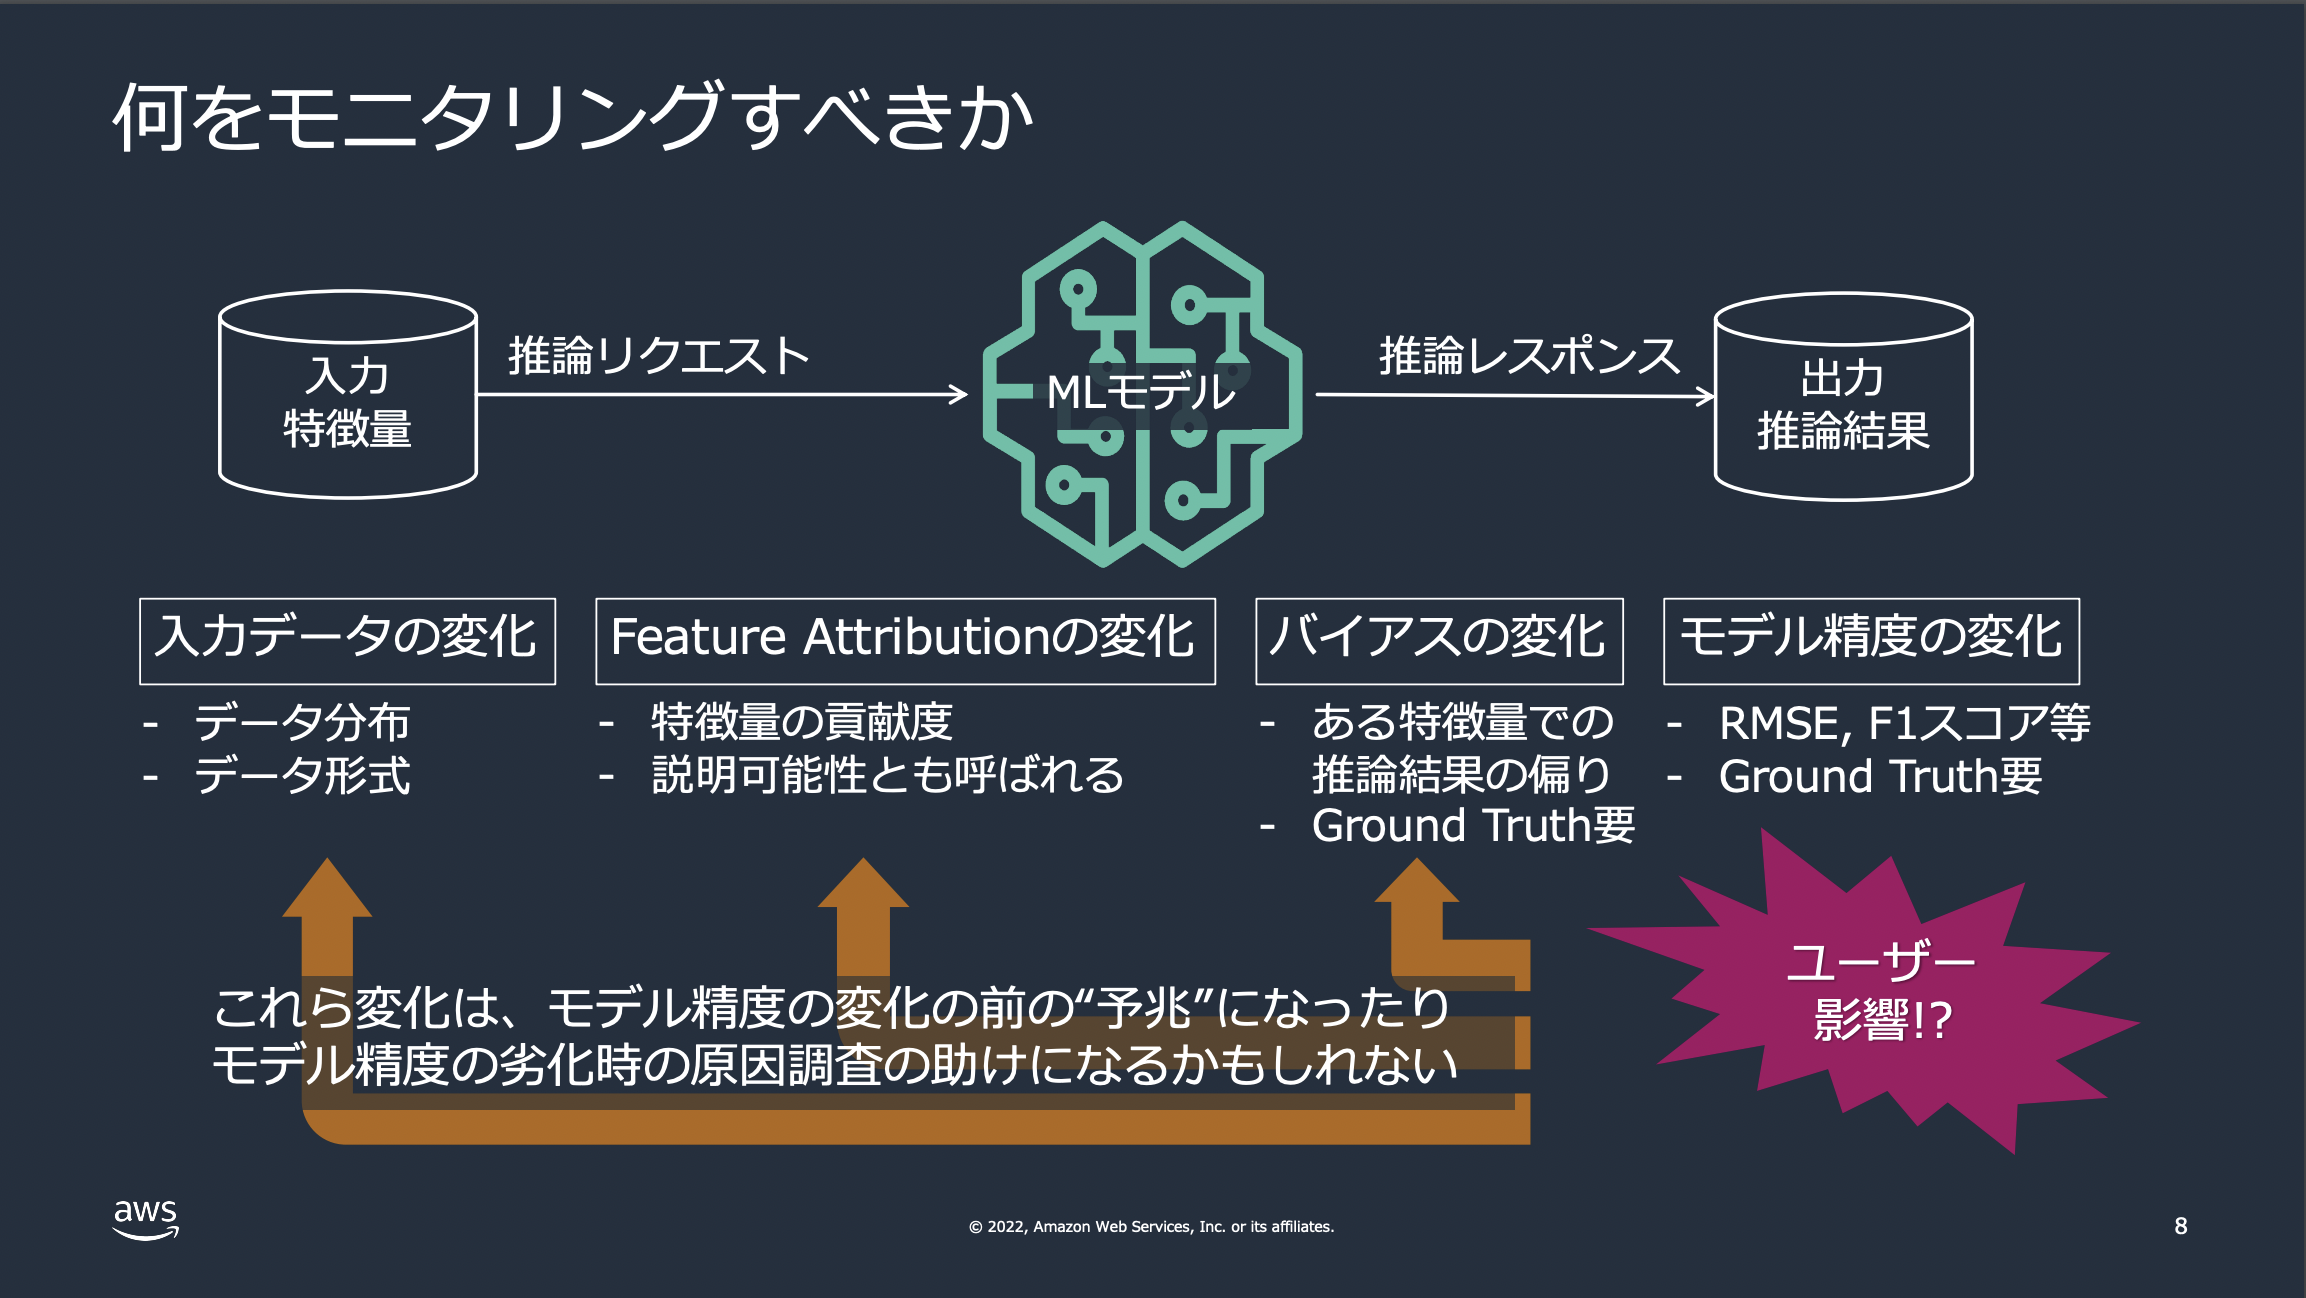 何をモニタリングすべきか
入力
特徴量
推論リクエスト
MLモデル
推論レスポンス
出力
推論結果
入力データの変化
- データ分布
- データ形式
Feature Attributionの変化
- 特徴量の貢献度
- 説明可能性とも呼ばれる
バイアスの変化
- ある特徴量での
推論結果の偏り
- Ground Truth要
モデル精度の変化
- RMSE, F1スコア等
- Ground Truth要
これら変化は、モデル精度の変化の前の“予兆”になったり
モデル精度の劣化時の原因調査の助けになるかもしれない
ユーザー
影響!?
aws
© 2022, Amazon Web Services, Inc. or its affiliates.
8